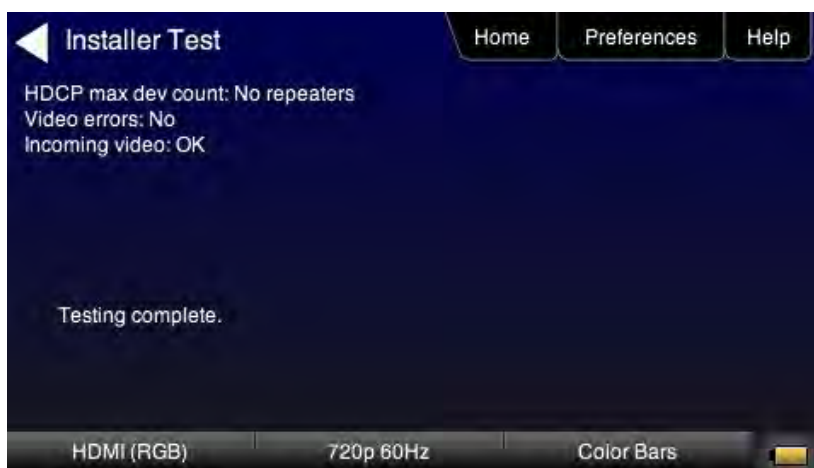 Installer Test
Home
Preferences
Help
HDCP max dev count: No repeaters
Video errors: No
Incoming video: OK
Testing complete.
HDMI (RGB)
720p 60Hz
Color Bars